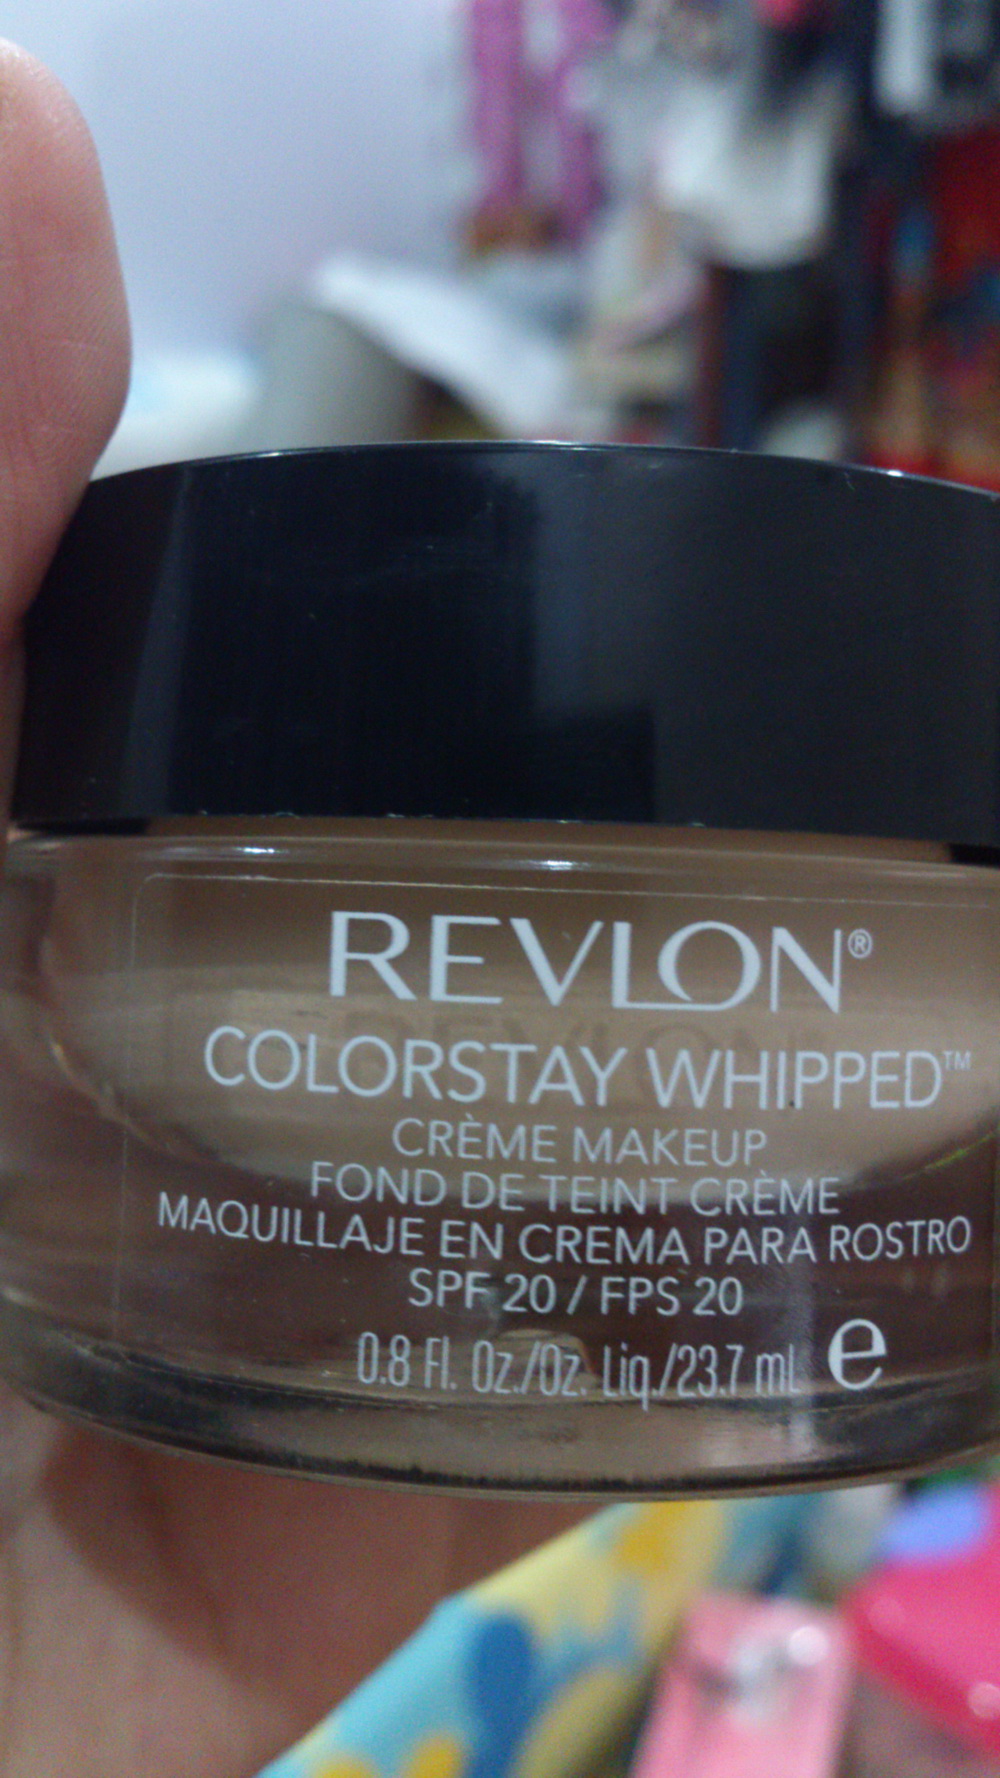 REVLON®
COLORSTAY WHIPPED™
CRÈME MAKEUP
FOND DE TEINT CRÈME
MAQUILLAJE EN CREMA PARA ROSTRO
SPF 20 / FPS 20
0.8 Fl. Oz./Oz. Liq./23.7 mL e